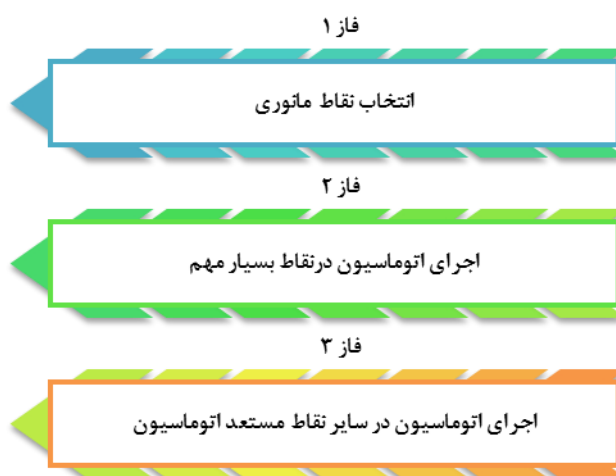 فاز ۱
انتخاب نقاط مانوری
فاز ۲
اجرای اتوماسیون درنقاط بسیار مهم
فاز ۳
اجرای اتوماسیون در سایر نقاط مستعد اتوماسیون